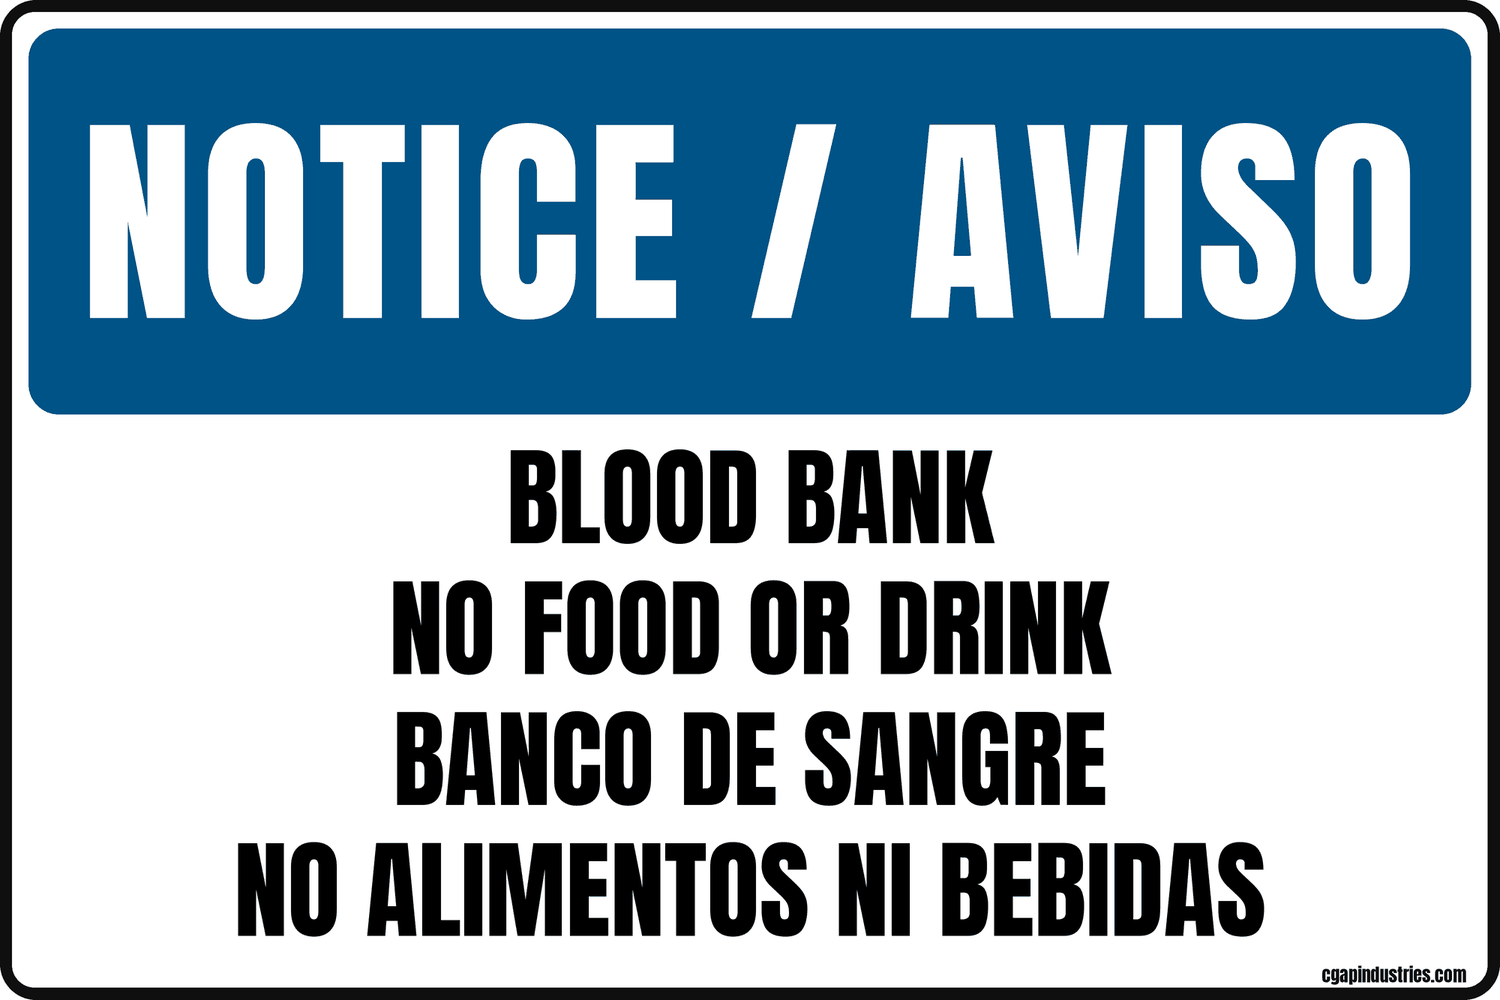 NOTICE / AVISO
BLOOD BANK
NO FOOD OR DRINK
BANCO DE SANGRE
NO ALIMENTOS NI BEBIDAS
cgapindustries.com